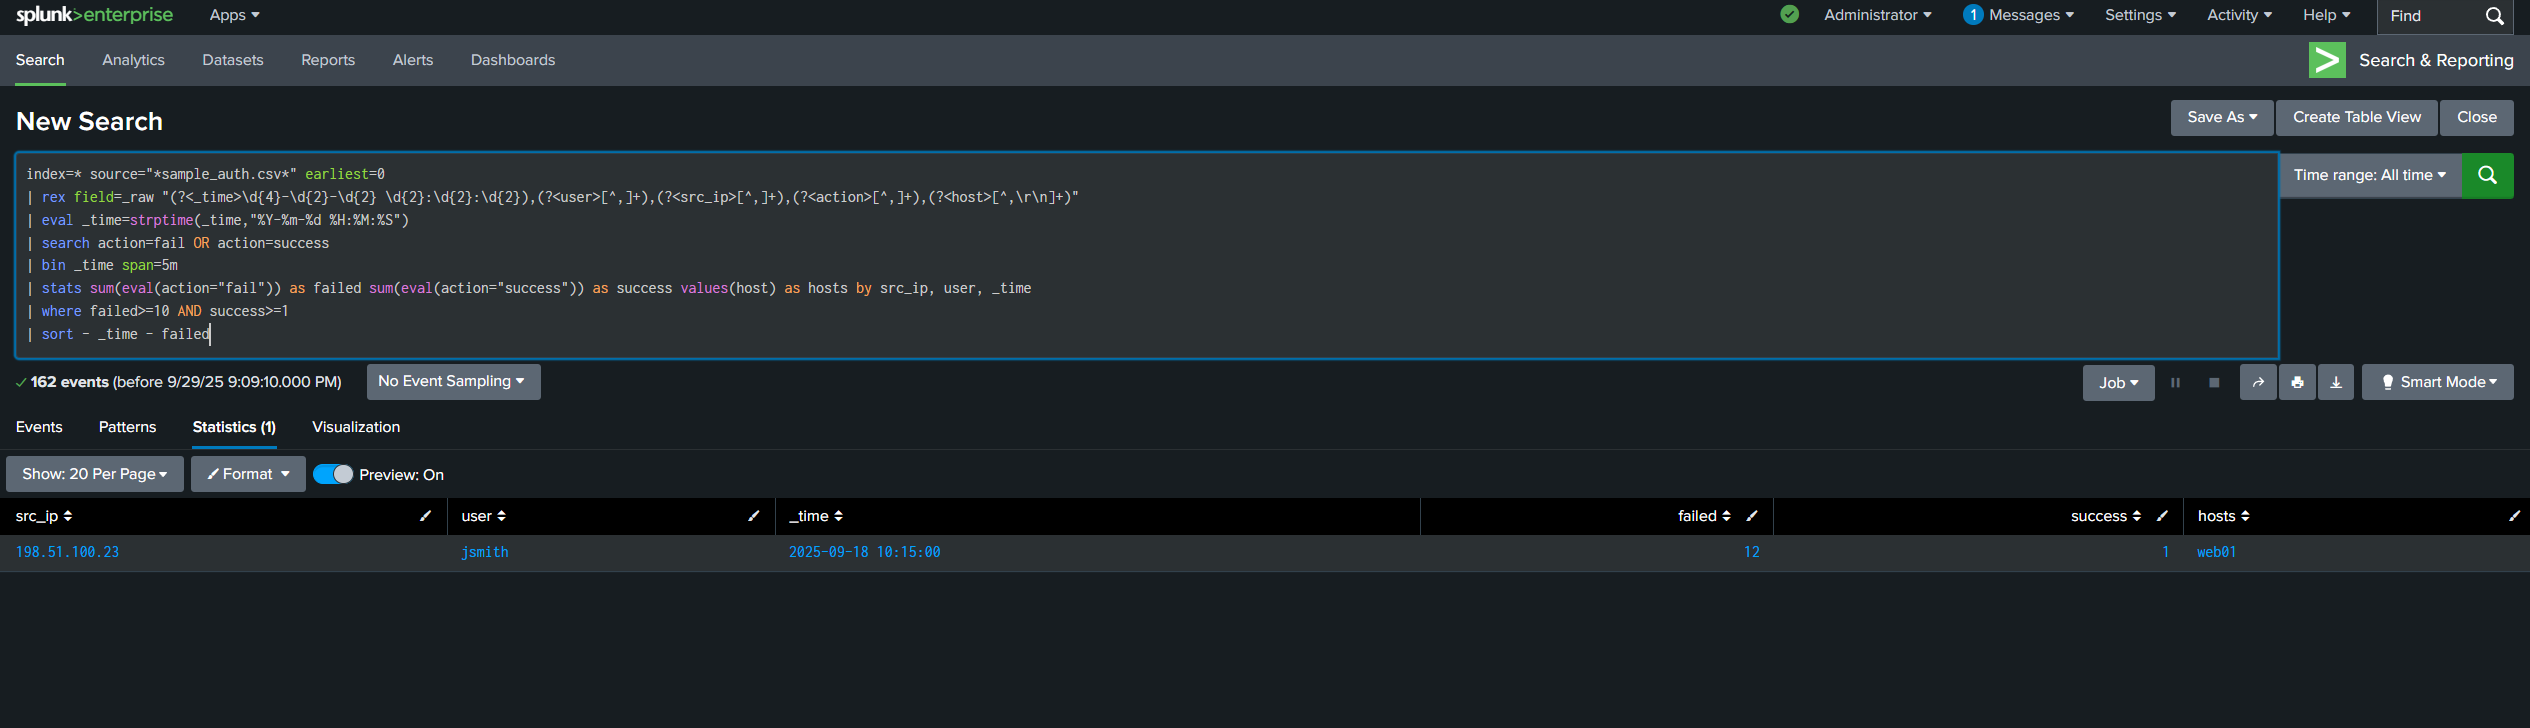 splunk>enterprise Apps Administrator 1 Messages Settings Activity Help Find
Search Analytics Datasets Reports Alerts Dashboards > Search & Reporting
New Search Save As Create Table View Close
index=* source="*sample_auth.csv*" earliest=0
| rex field=_raw "(?<_time>\d{4}-\d{2}-\d{2} \d{2}:\d{2}:\d{2}),(?<user>[^,]+),(?<src_ip>[^,]+),(?<action>[^,]+),(?<host>[^,\r\n]+)"
| eval _time=strptime(_time,"%Y-%m-%d %H:%M:%S")
| search action=fail OR action=success
| bin _time span=5m
| stats sum(eval(action="fail")) as failed sum(eval(action="success")) as success values(host) as hosts by src_ip, user, _time
| where failed>=10 AND success>=1
| sort - _time - failed
Time range: All time
162 events (before 9/29/25 9:09:10.000 PM) No Event Sampling Job Smart Mode
Events Patterns Statistics (1) Visualization
Show: 20 Per Page Format Preview: On
src_ip user _time failed success hosts
198.51.100.23 jsmith 2025-09-18 10:15:00 12 1 web01